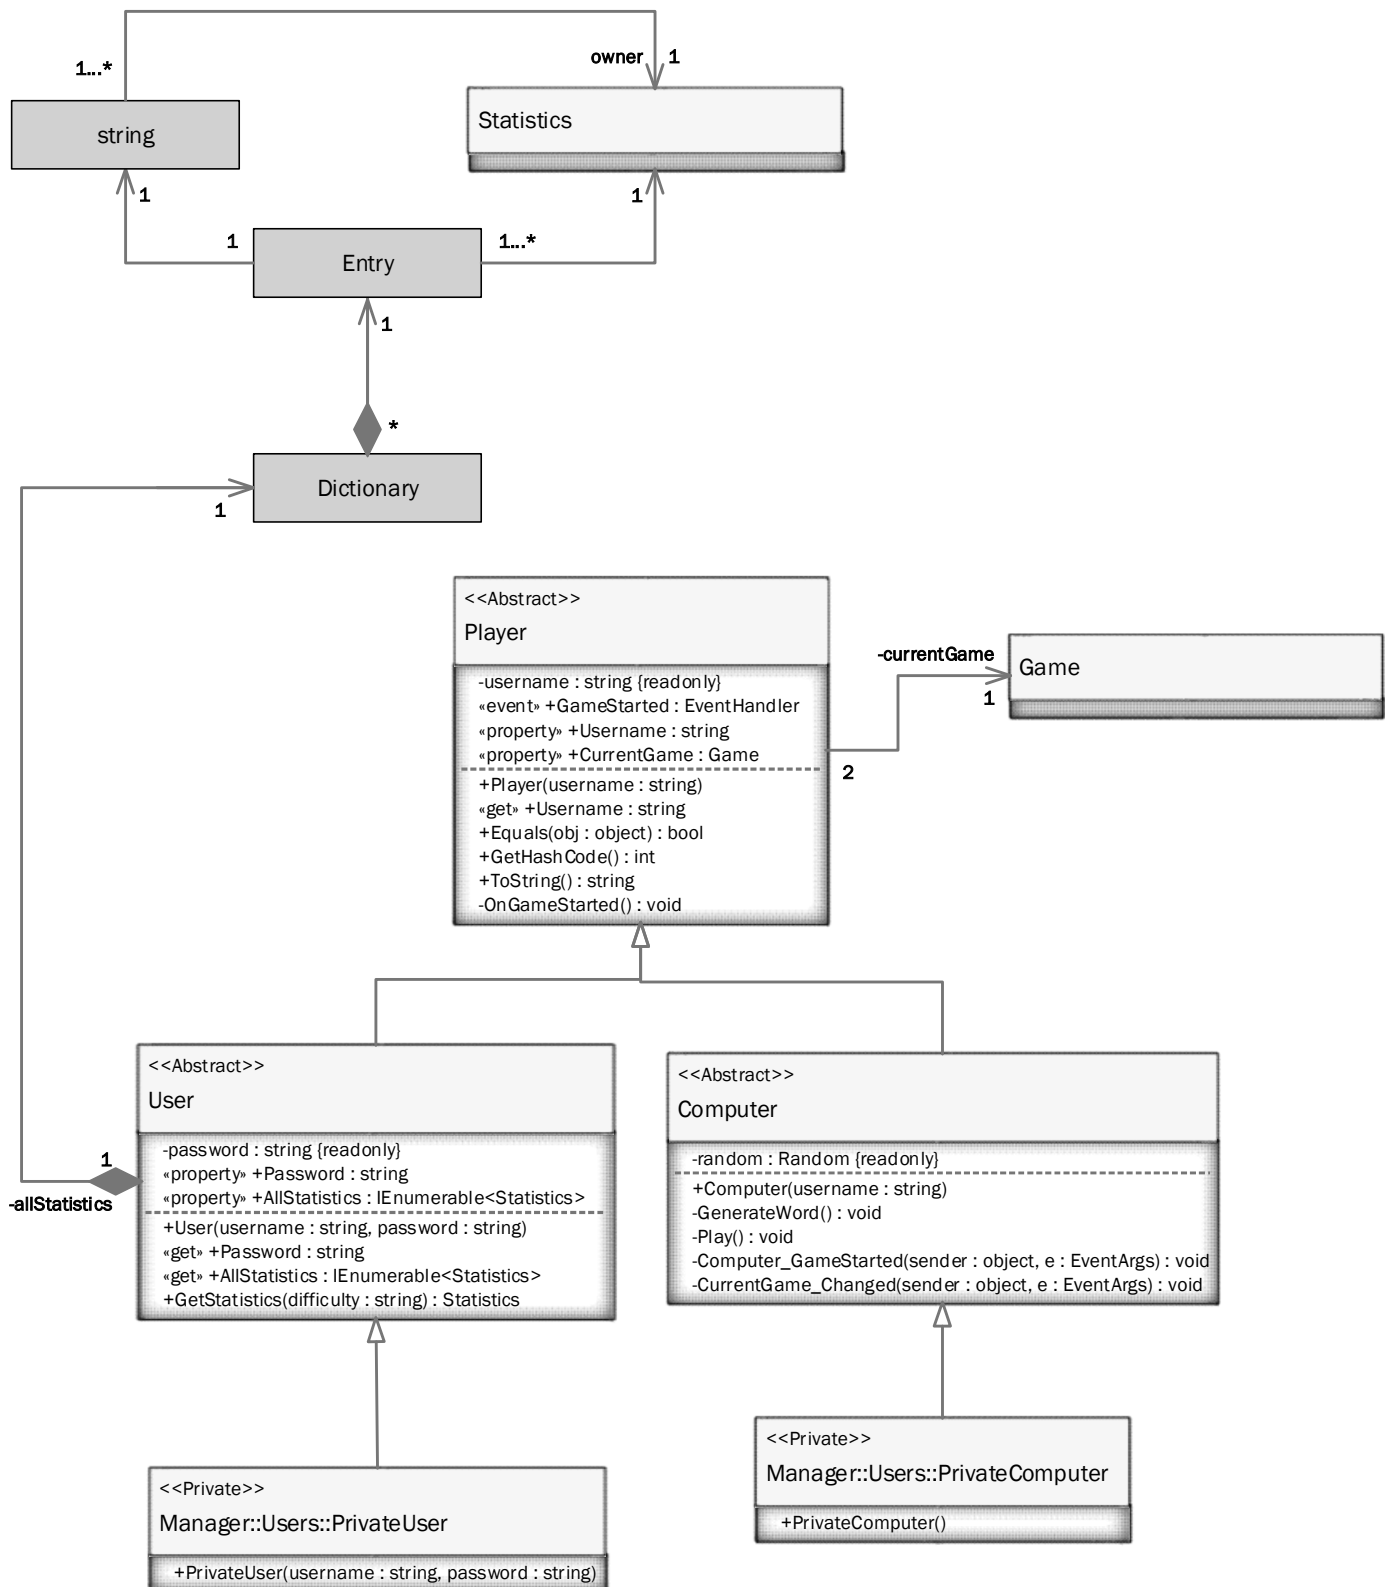 1...*
owner
1
string
Statistics
1
1
1
1...*
Entry
1
*
Dictionary
1
<<Abstract>>
Player
-username : string {readonly}
«event» +GameStarted : EventHandler
«property» +Username : string
«property» +CurrentGame : Game
+Player(username : string)
«get» +Username : string
+Equals(obj : object) : bool
+GetHashCode() : int
+ToString() : string
-OnGameStarted() : void
-currentGame
1
2
Game
<<Abstract>>
User
-password : string {readonly}
«property» +Password : string
«property» +AllStatistics : IEnumerable<Statistics>
+User(username : string, password : string)
«get» +Password : string
«get» +AllStatistics : IEnumerable<Statistics>
+GetStatistics(difficulty : string) : Statistics
1
-allStatistics
<<Abstract>>
Computer
-random : Random {readonly}
+Computer(username : string)
-GenerateWord() : void
-Play() : void
-Computer_GameStarted(sender : object, e : EventArgs) : void
-CurrentGame_Changed(sender : object, e : EventArgs) : void
<<Private>>
Manager::Users::PrivateUser
+PrivateUser(username : string, password : string)
<<Private>>
Manager::Users::PrivateComputer
+PrivateComputer()